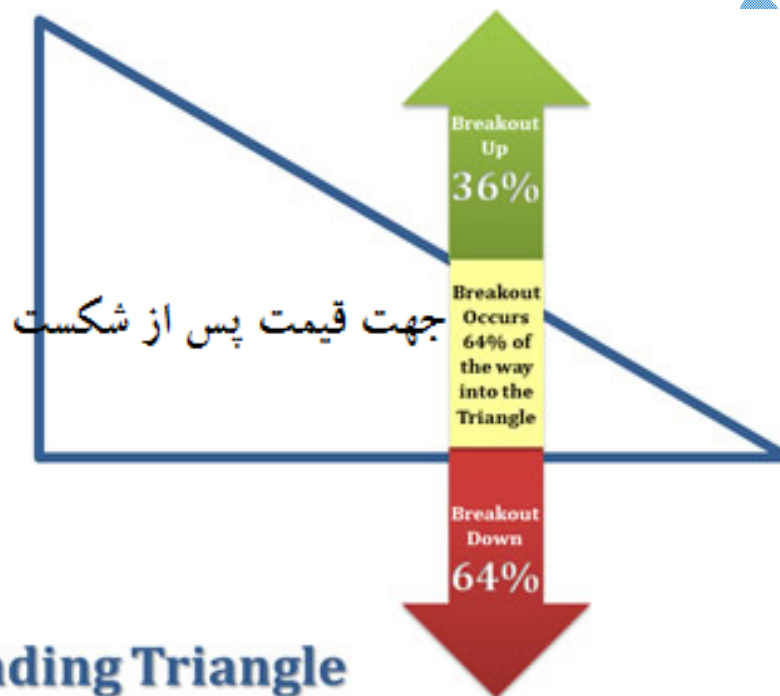 Breakout
Up
36%
جهت قیمت پس از شکست
Breakout
Occurs
64% of
the way
into the
Triangle
Breakout
Down
64%
nding Triangle